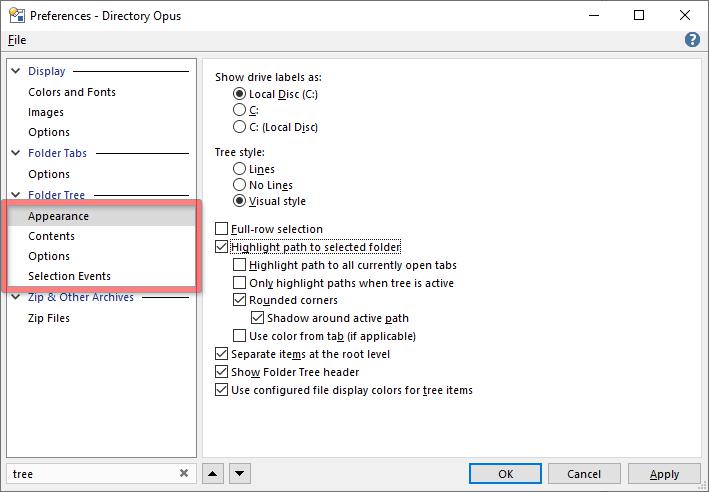 Preferences - Directory Opus
File
Display
Colors and Fonts
Images
Options
Folder Tabs
Options
Folder Tree
Appearance
Contents
Options
Selection Events
Zip & Other Archives
Zip Files
tree
Show drive labels as:
Local Disc (C:)
C:
C: (Local Disc)
Tree style:
Lines
No Lines
Visual style
Full-row selection
Highlight path to selected folder
Highlight path to all currently open tabs
Only highlight paths when tree is active
Rounded corners
Shadow around active path
Use color from tab (if applicable)
Separate items at the root level
Show Folder Tree header
Use configured file display colors for tree items
OK
Cancel
Apply